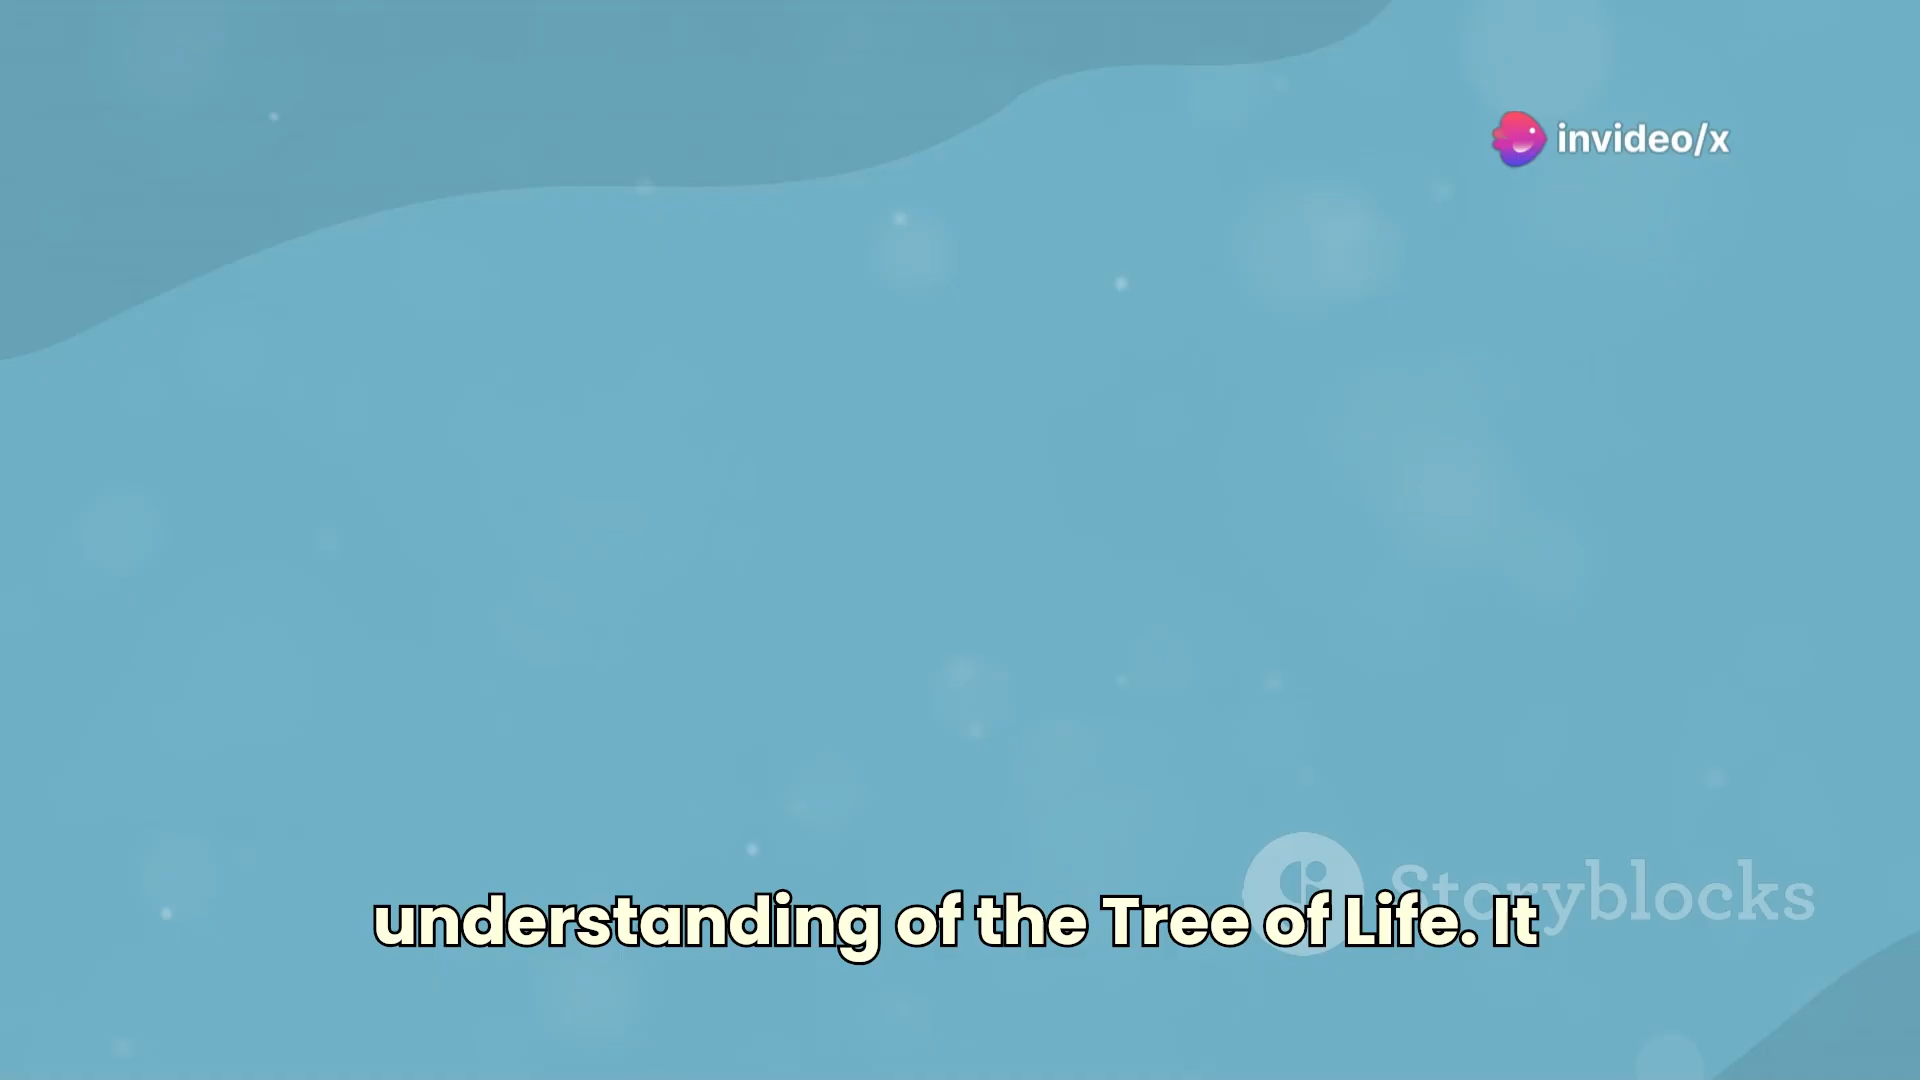 invideo/x
Storyblocks
understanding of the Tree of Life. It